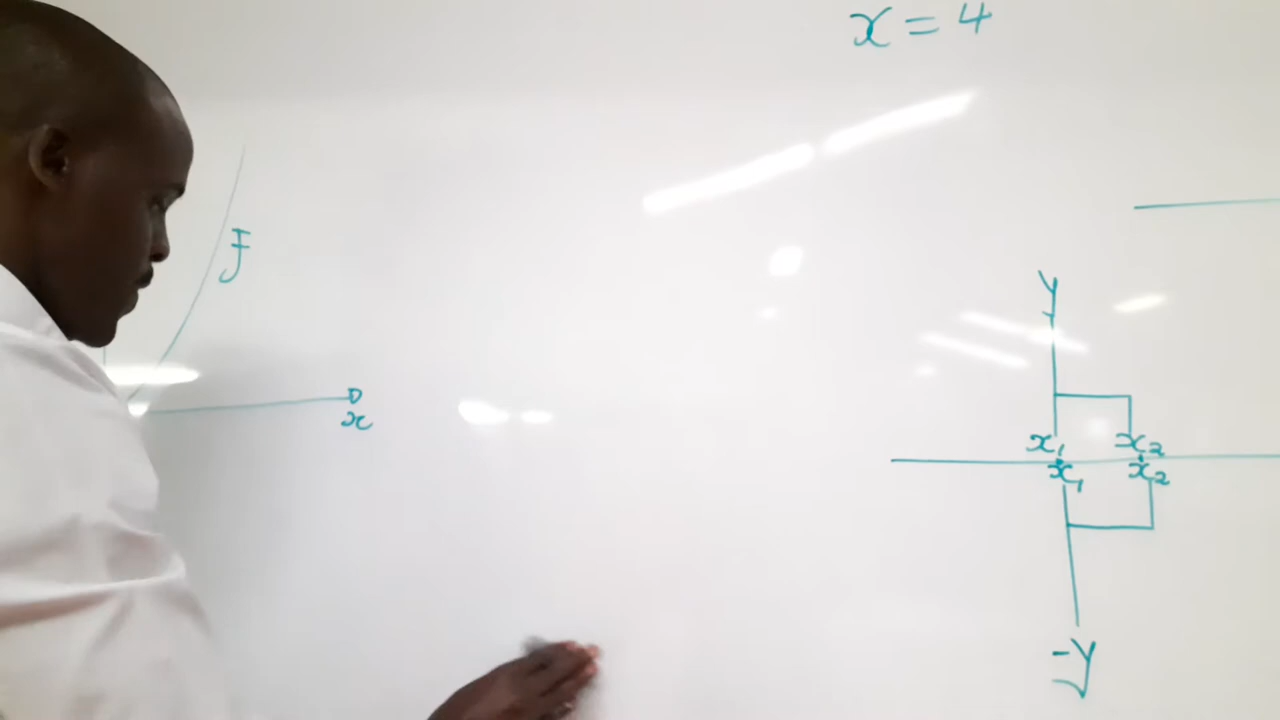 x = 4
F
y
x
x₁ x₂
x₁ x₂
-y